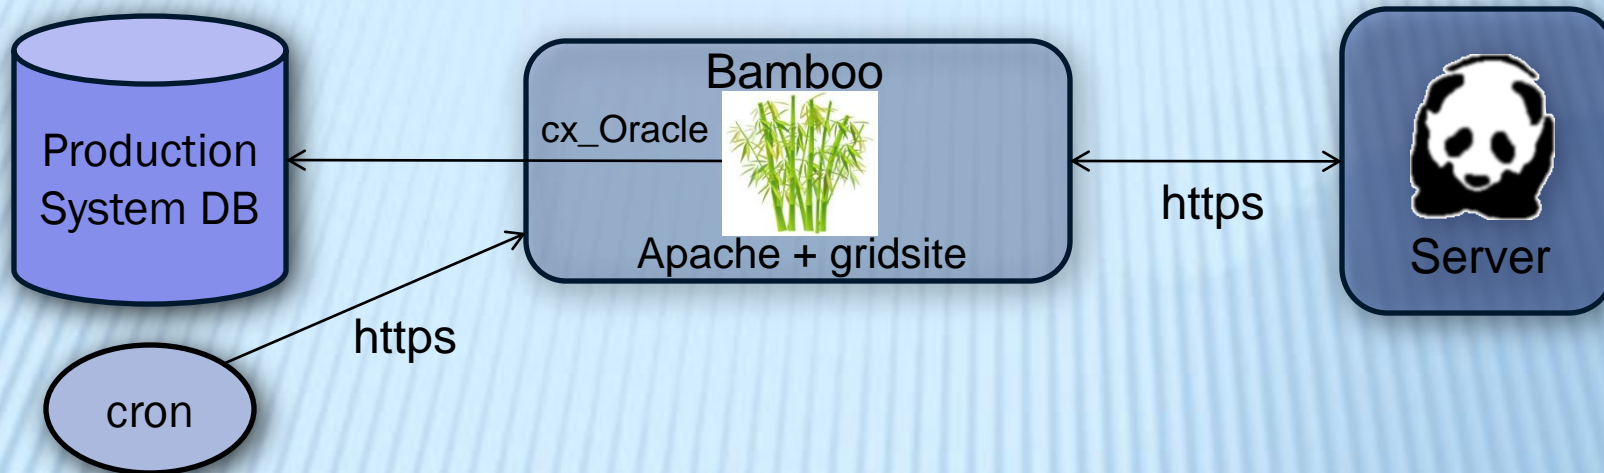 Production
System DB
Bamboo
cx_Oracle
Apache + gridsite
https
Server
https
cron